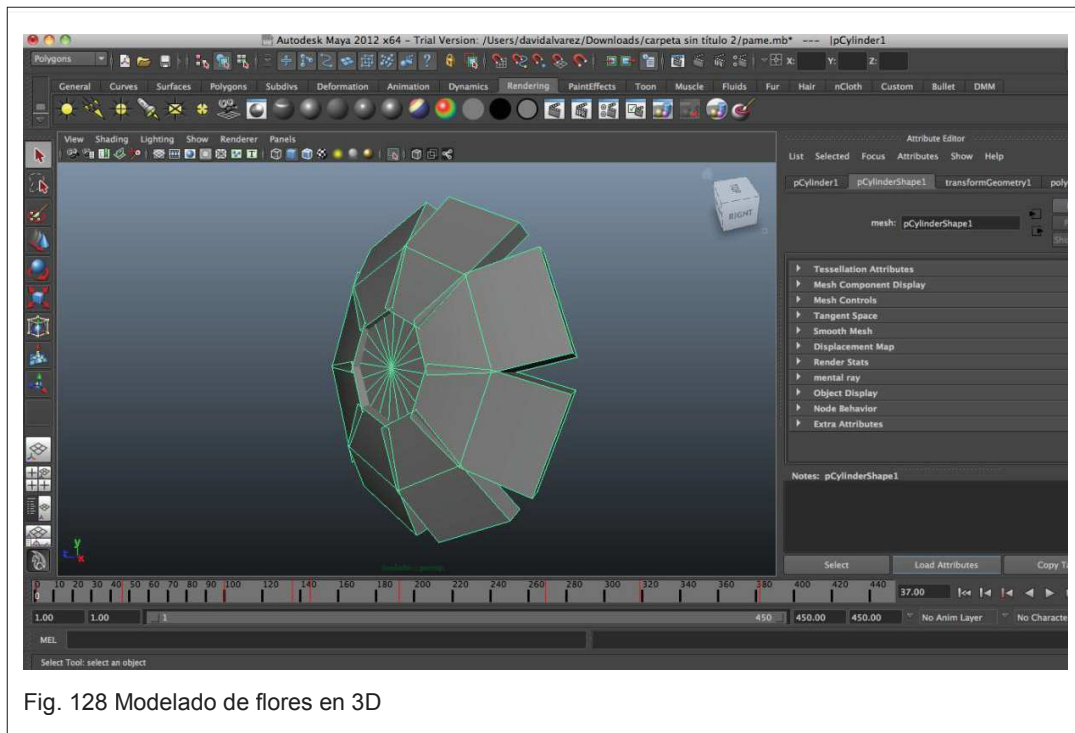 Autodesk Maya 2012 x64 - Trial Version: /Users/davidalvarez/Downloads/carpeta sin título 2/pame.mb* --- |pCylinder1
Polygons X: Y: Z:
General Curves Surfaces Polygons Subdivs Deformation Animation Dynamics Rendering PaintEffects Toon Muscle Fluids Fur Hair nCloth Custom Bullet DMM
View Shading Lighting Show Renderer Panels
Attribute Editor
List Selected Focus Attributes Show Help
pCylinder1 pCylinderShape1 transformGeometry1 poly
RIGHT
mesh: pCylinderShape1
Tessellation Attributes
Mesh Component Display
Mesh Controls
Tangent Space
Smooth Mesh
Displacement Map
Render Stats
mental ray
Object Display
Node Behavior
Extra Attributes
Notes: pCylinderShape1
y
z x
Select Load Attributes Copy Ta
0 10 20 30 40 50 60 70 80 90 100 120 140 160 180 200 220 240 260 280 300 320 340 360 380 400 420 440
37.00
1.00 1.00 1 450 450.00 450.00 No Anim Layer No Characte
MEL
Select Tool: select an object
Fig. 128 Modelado de flores en 3D